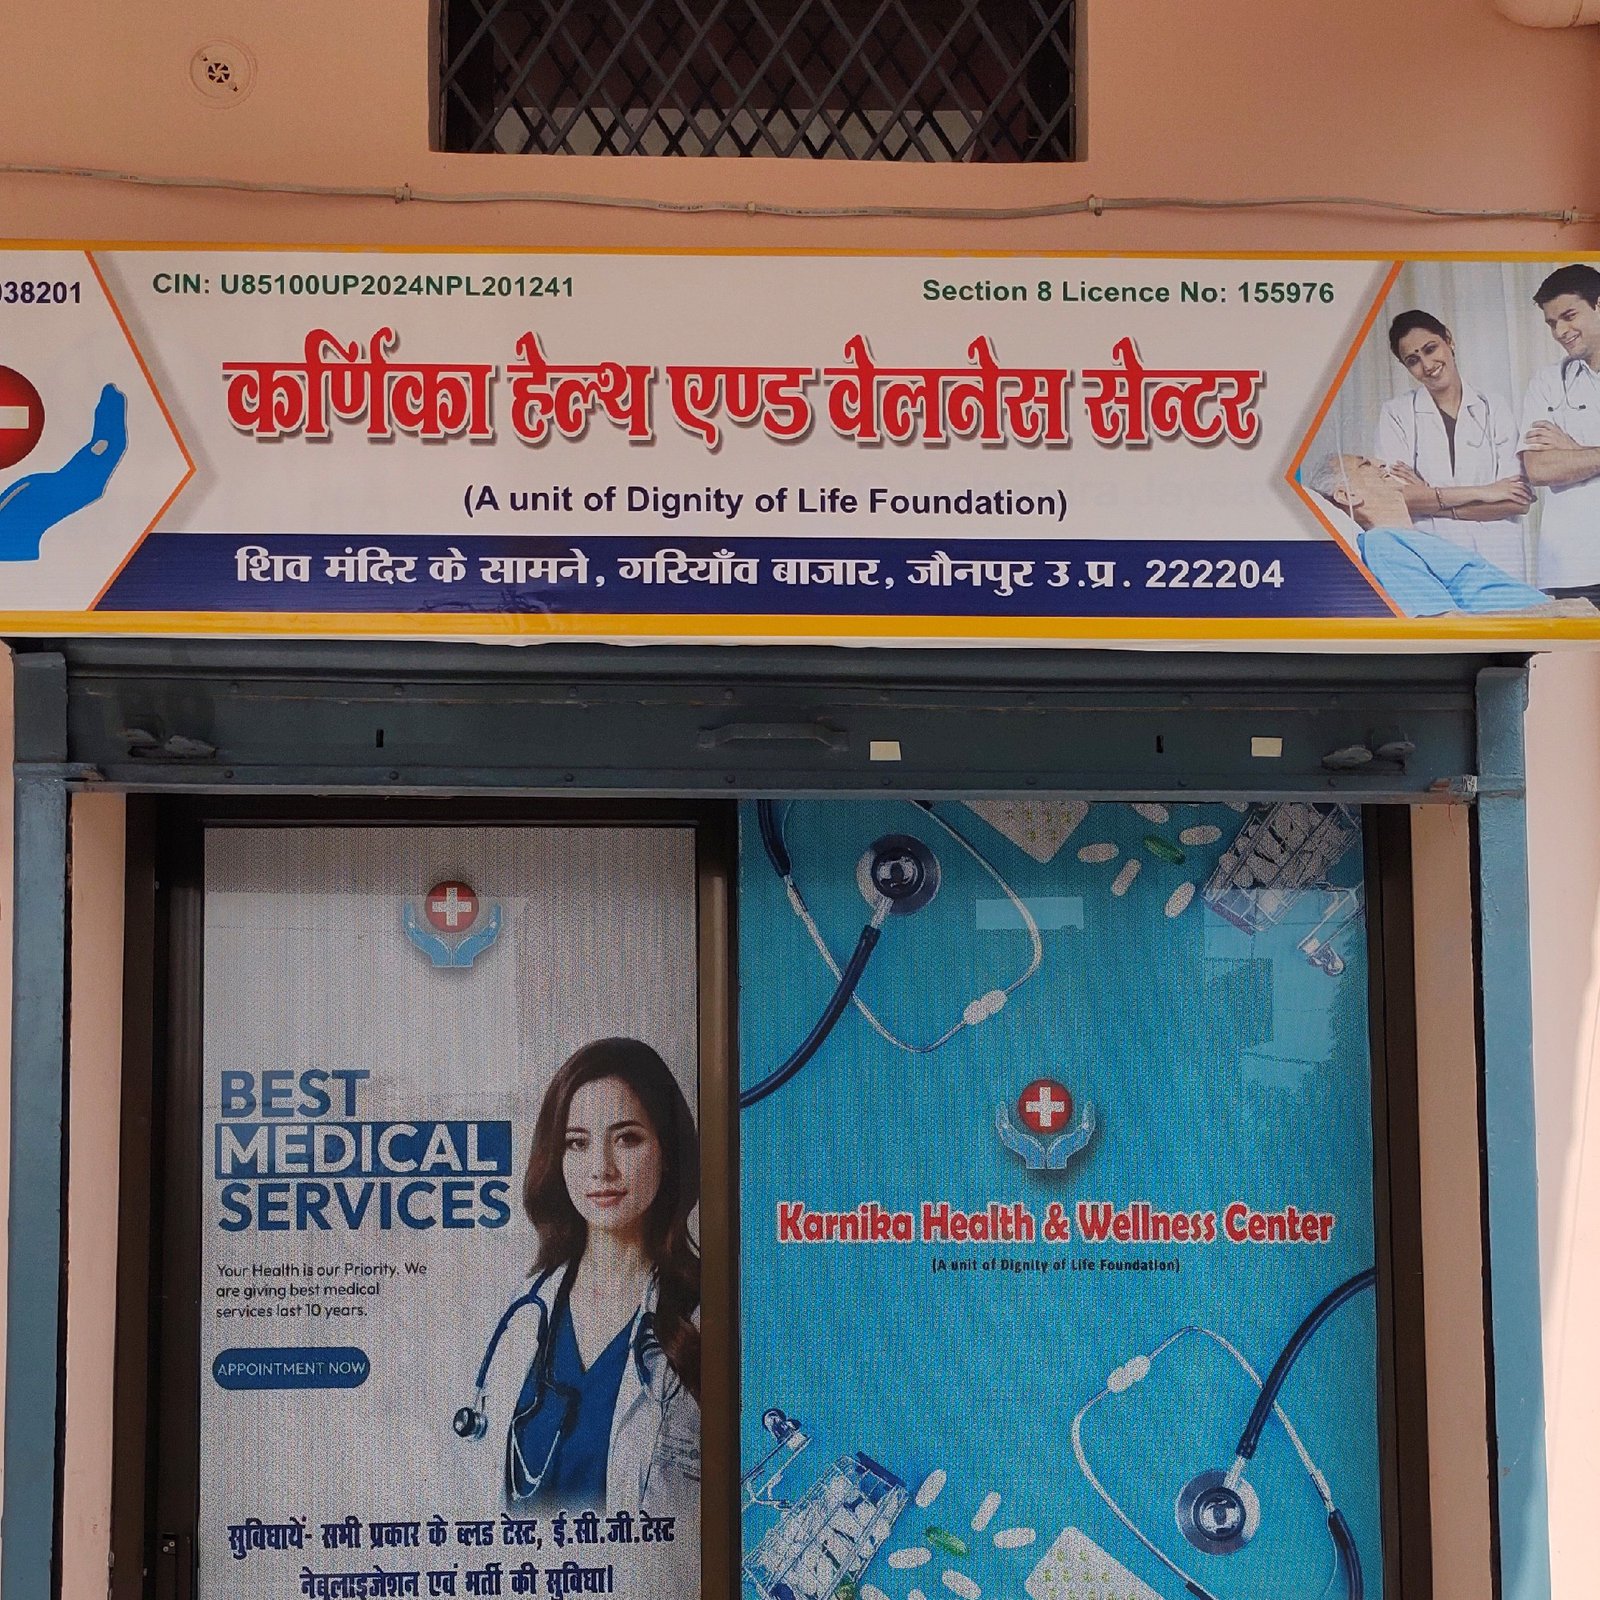 038201
CIN: U85100UP2024NPL201241
Section 8 Licence No: 155976
कर्णिका हेल्थ एण्ड वेलनेस सेन्टर
(A unit of Dignity of Life Foundation)
शिव मंदिर के सामने, गरियाँव बाजार, जौनपुर उ.प्र. 222204
BEST
MEDICAL
SERVICES
Your Health is our Priority. We
are giving best medical
services last 10 years.
APPOINTMENT NOW
सुविधायें- सभी प्रकार के ब्लड टेस्ट, ई.सी.जी.टेस्ट
नेबुलाइजेशन एवं भर्ती की सुविधा।
Karnika Health & Wellness Center
(A unit of Dignity of Life Foundation)